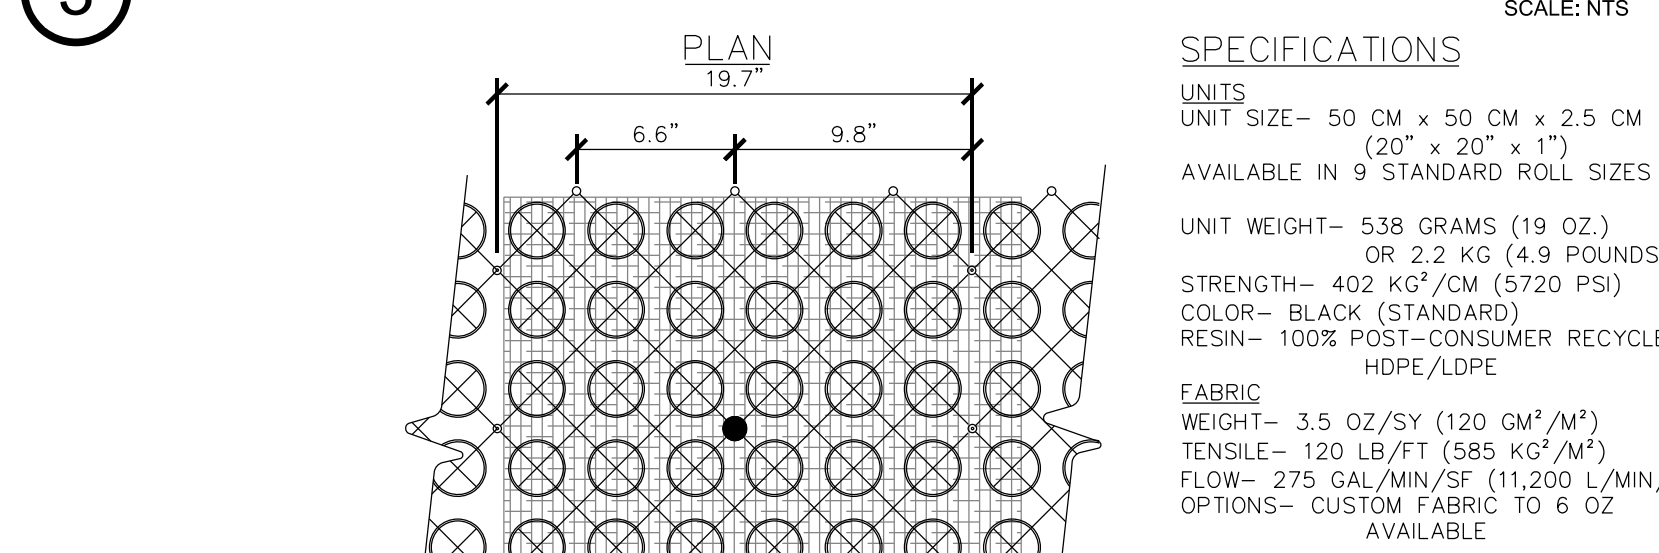 SCALE: NTS
PLAN
19.7"
6.6" 9.8"
SPECIFICATIONS
UNITS
UNIT SIZE– 50 CM x 50 CM x 2.5 CM
(20" x 20" x 1")
AVAILABLE IN 9 STANDARD ROLL SIZES
UNIT WEIGHT– 538 GRAMS (19 OZ.)
OR 2.2 KG (4.9 POUNDS
STRENGTH– 402 KG²/CM (5720 PSI)
COLOR– BLACK (STANDARD)
RESIN– 100% POST–CONSUMER RECYCLE
HDPE/LDPE
FABRIC
WEIGHT– 3.5 OZ/SY (120 GM²/M²)
TENSILE– 120 LB/FT (585 KG²/M²)
FLOW– 275 GAL/MIN/SF (11,200 L/MIN/
OPTIONS– CUSTOM FABRIC TO 6 OZ
AVAILABLE